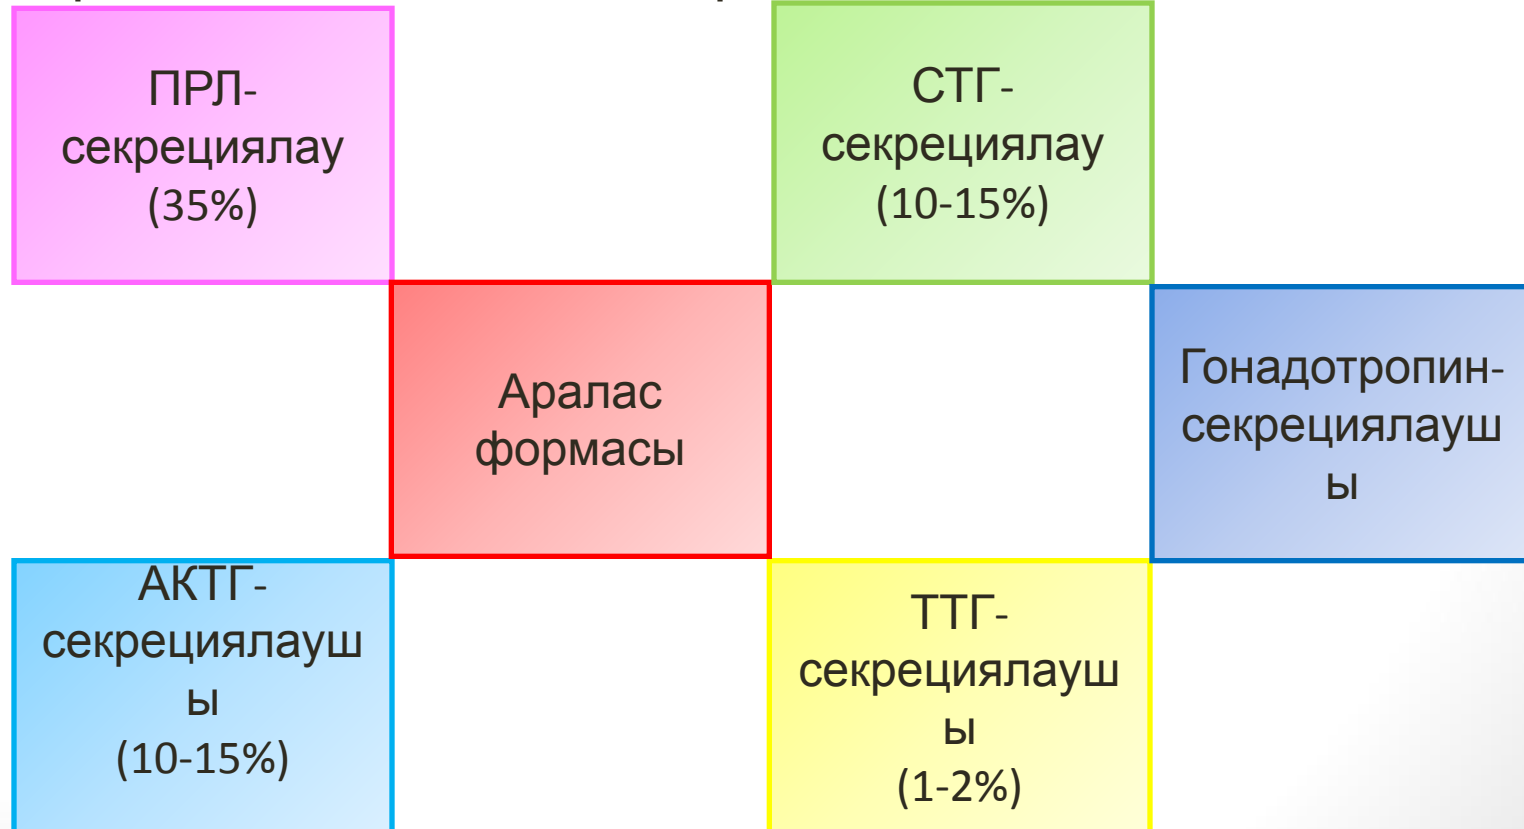 ПРЛ-
секрециялау
(35%)
СТГ-
секрециялау
(10-15%)
Аралас
формасы
Гонадотропин-
секрециялауш
ы
АКТГ-
секрециялауш
ы
(10-15%)
ТТГ-
секрециялауш
ы
(1-2%)